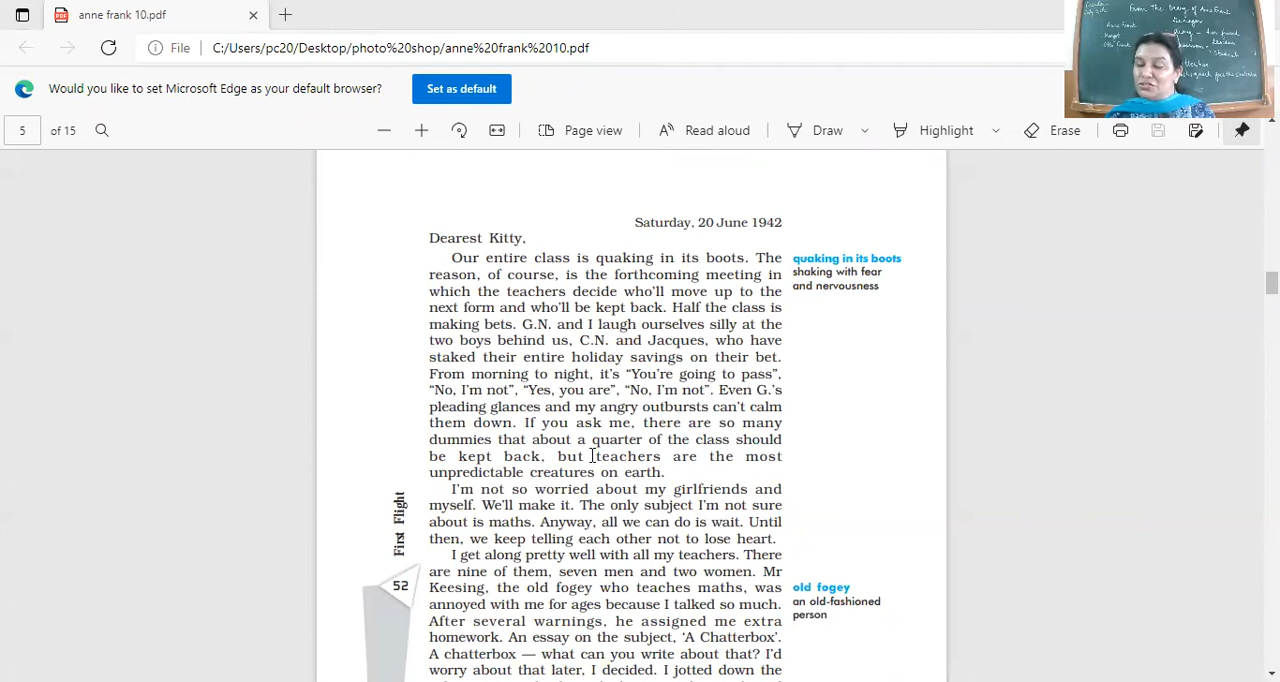 anne frank 10.pdf
File
C:/Users/pc20/Desktop/photo%20shop/anne%20frank%2010.pdf
Would you like to set Microsoft Edge as your default browser?
Set as default
5 of 15
Page view
Read aloud
Draw
Highlight
Erase
From The Diary of Anne Frank
Anne Frank
Student
Saturday, 20 June 1942
Dearest Kitty,
Our entire class is quaking in its boots. The
reason, of course, is the forthcoming meeting in
which the teachers decide who'll move up to the
next form and who'll be kept back. Half the class is
making bets. G.N. and I laugh ourselves silly at the
two boys behind us, C.N. and Jacques, who have
staked their entire holiday savings on their bet.
From morning to night, it's “You're going to pass”,
“No, I'm not”, “Yes, you are”, “No, I'm not”. Even G.'s
pleading glances and my angry outbursts can't calm
them down. If you ask me, there are so many
dummies that about a quarter of the class should
be kept back, but teachers are the most
unpredictable creatures on earth.
I'm not so worried about my girlfriends and
myself. We'll make it. The only subject I'm not sure
about is maths. Anyway, all we can do is wait. Until
then, we keep telling each other not to lose heart.
I get along pretty well with all my teachers. There
are nine of them, seven men and two women. Mr
Keesing, the old fogey who teaches maths, was
annoyed with me for ages because I talked so much.
After several warnings, he assigned me extra
homework. An essay on the subject, ‘A Chatterbox’.
A chatterbox — what can you write about that? I'd
worry about that later, I decided. I jotted down the
quaking in its boots
shaking with fear
and nervousness
old fogey
an old-fashioned
person
First Flight
52